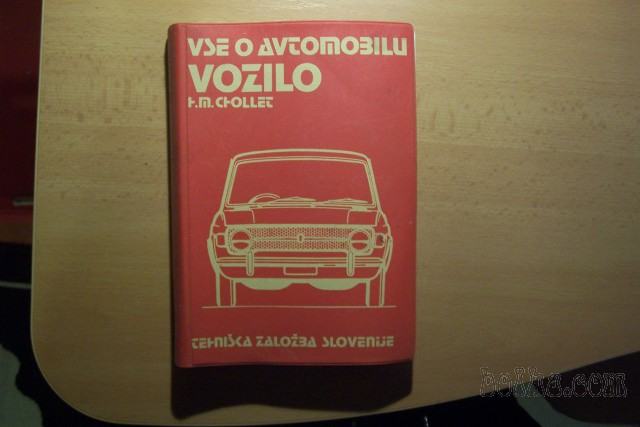 VSE O AVTOMOBILU
VOZILO
H.M. CHOLLET
TEHNIŠKA ZALOŽBA SLOVENIJE
bolha.com